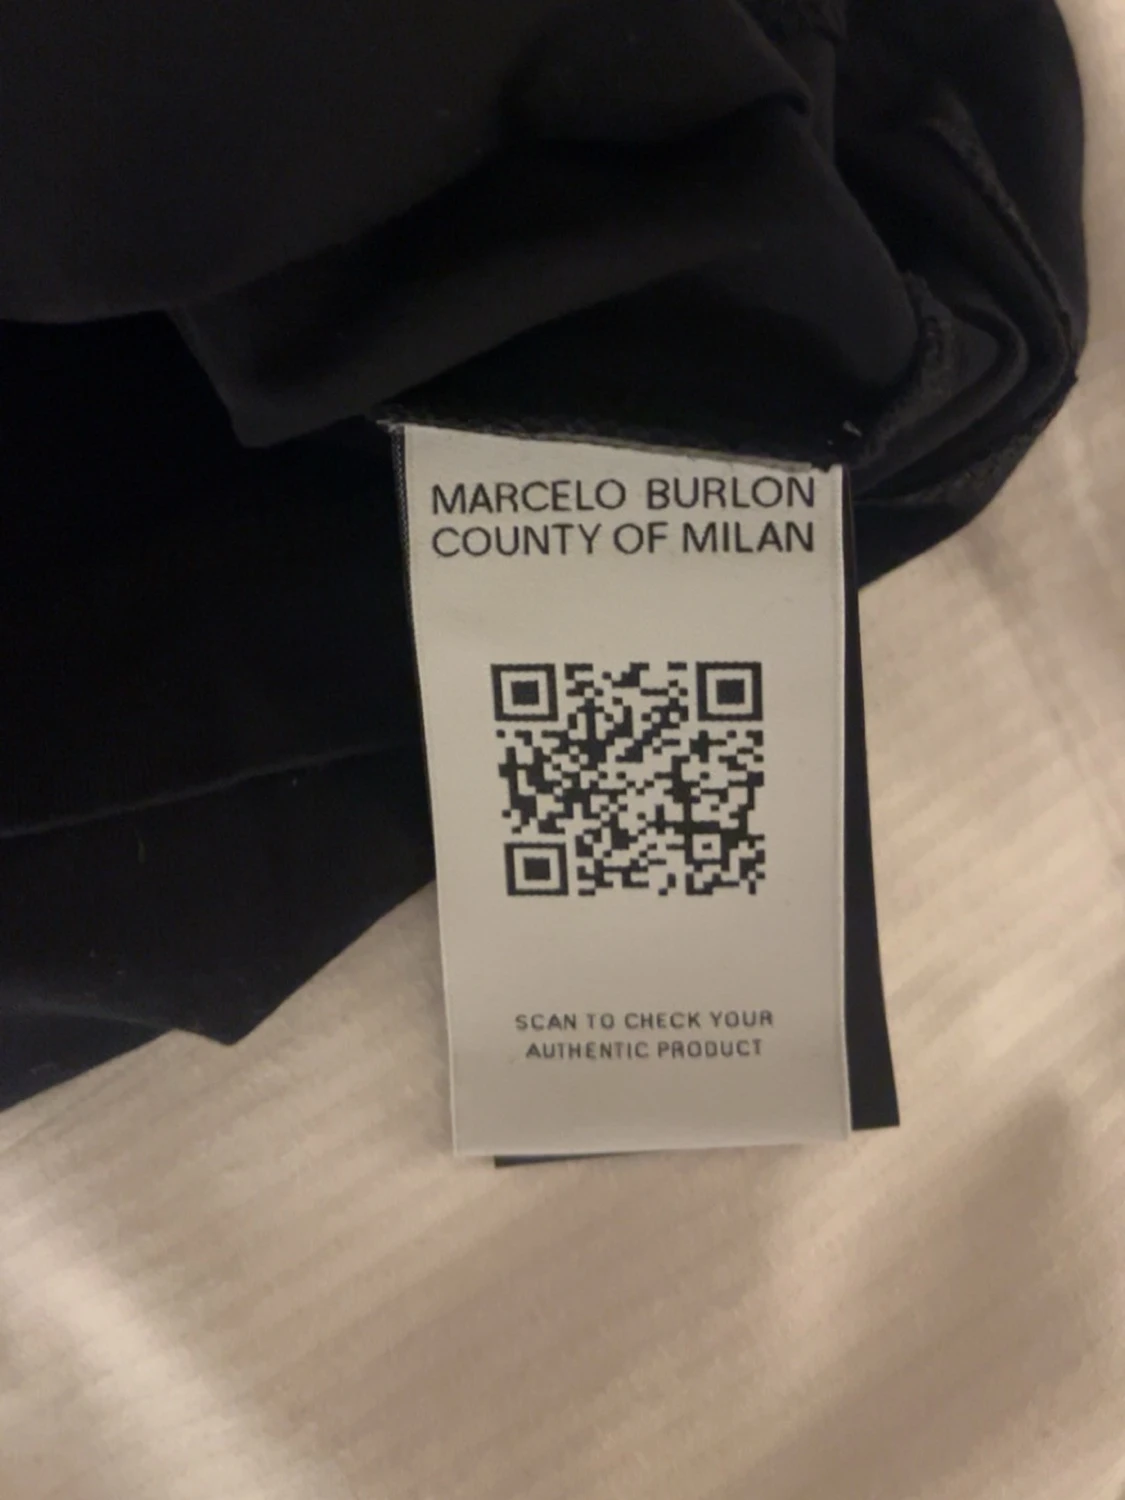 MARCELO BURLON
COUNTY OF MILAN
SCAN TO CHECK YOUR
AUTHENTIC PRODUCT